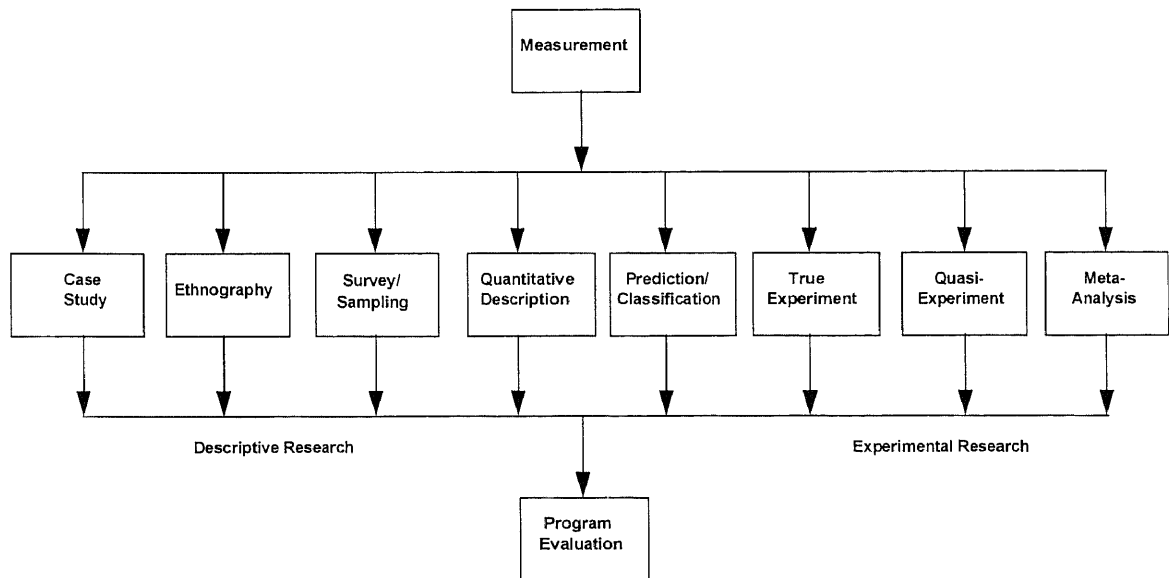 Measurement
Case
Study
Ethnography
Survey/
Sampling
Quantitative
Description
Prediction/
Classification
True
Experiment
Quasi-
Experiment
Meta-
Analysis
Descriptive Research
Experimental Research
Program
Evaluation